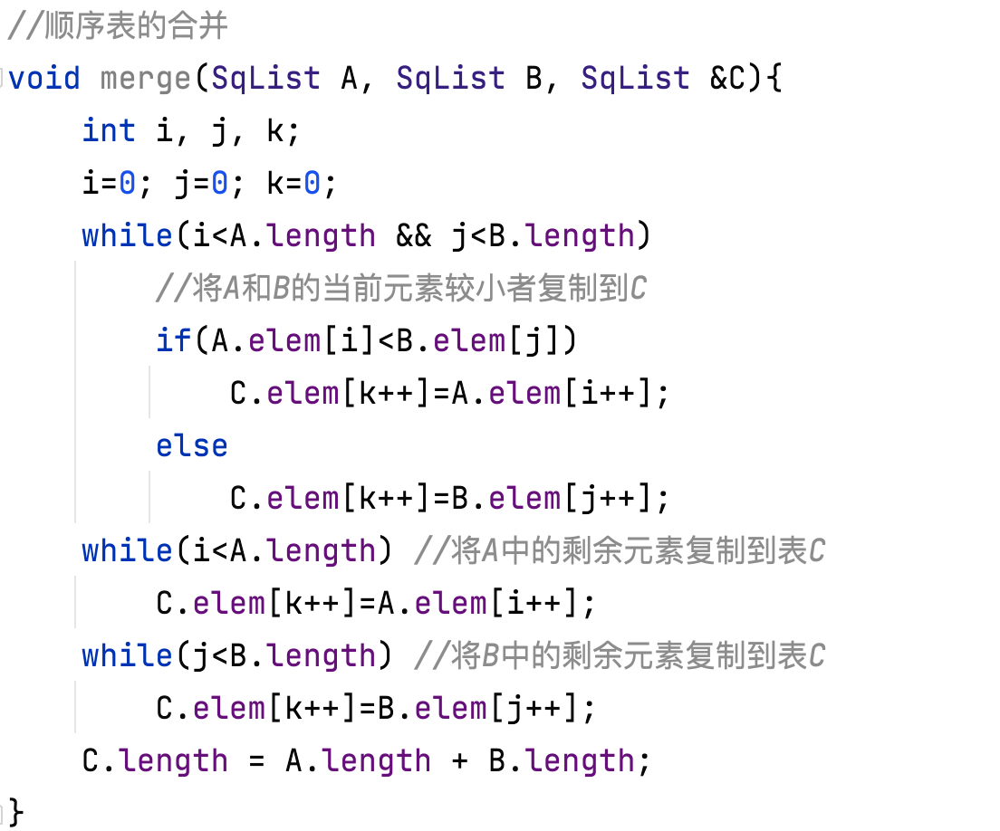 //顺序表的合并
void merge(SqList A, SqList B, SqList &C){
    int i, j, k;
    i=0; j=0; k=0;
    while(i<A.length && j<B.length)
        //将A和B的当前元素较小者复制到C
        if(A.elem[i]<B.elem[j])
            C.elem[k++]=A.elem[i++];
        else
            C.elem[k++]=B.elem[j++];
    while(i<A.length) //将A中的剩余元素复制到表C
        C.elem[k++]=A.elem[i++];
    while(j<B.length) //将B中的剩余元素复制到表C
        C.elem[k++]=B.elem[j++];
    C.length = A.length + B.length;
}